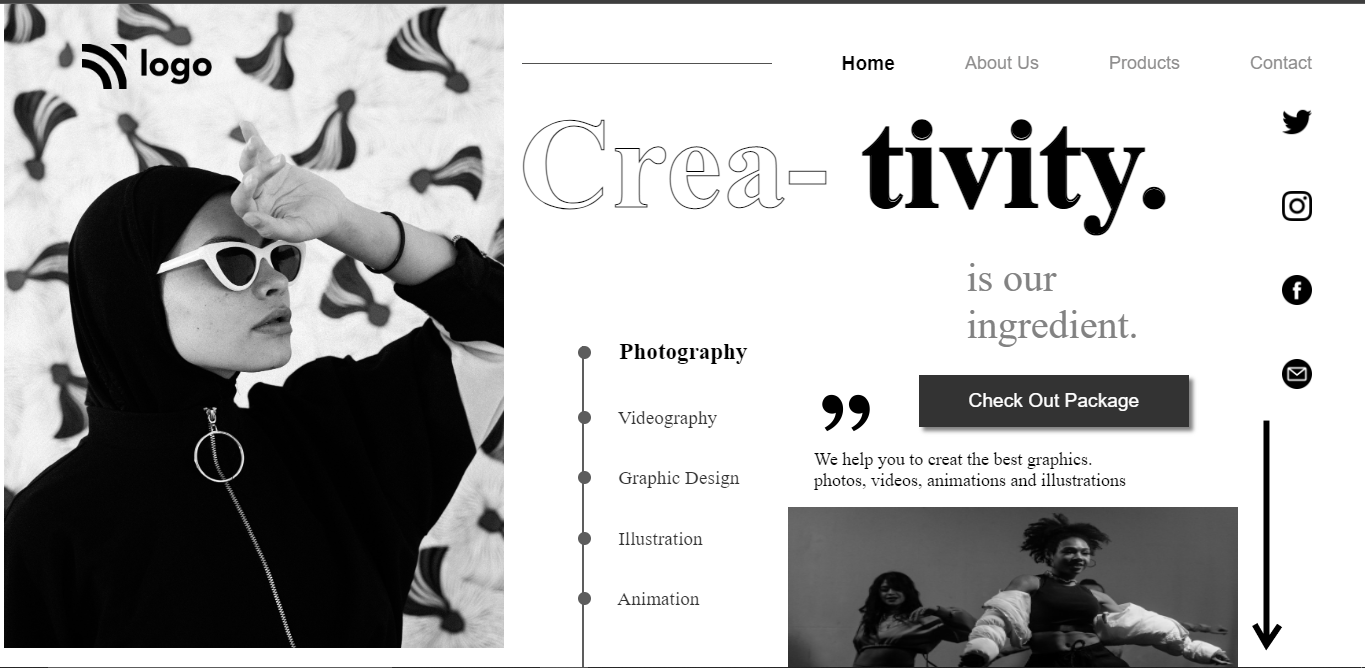 logo
Home About Us Products Contact
Crea- tivity.
is our
ingredient.
Photography
Videography
Graphic Design
Illustration
Animation
Check Out Package
We help you to creat the best graphics.
photos, videos, animations and illustrations